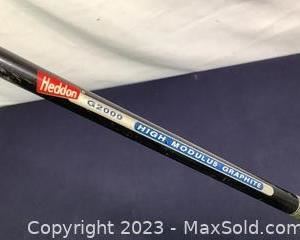 Heddon
G2000
HIGH MODULUS GRAPHITE
Copyright 2023 - MaxSold.com